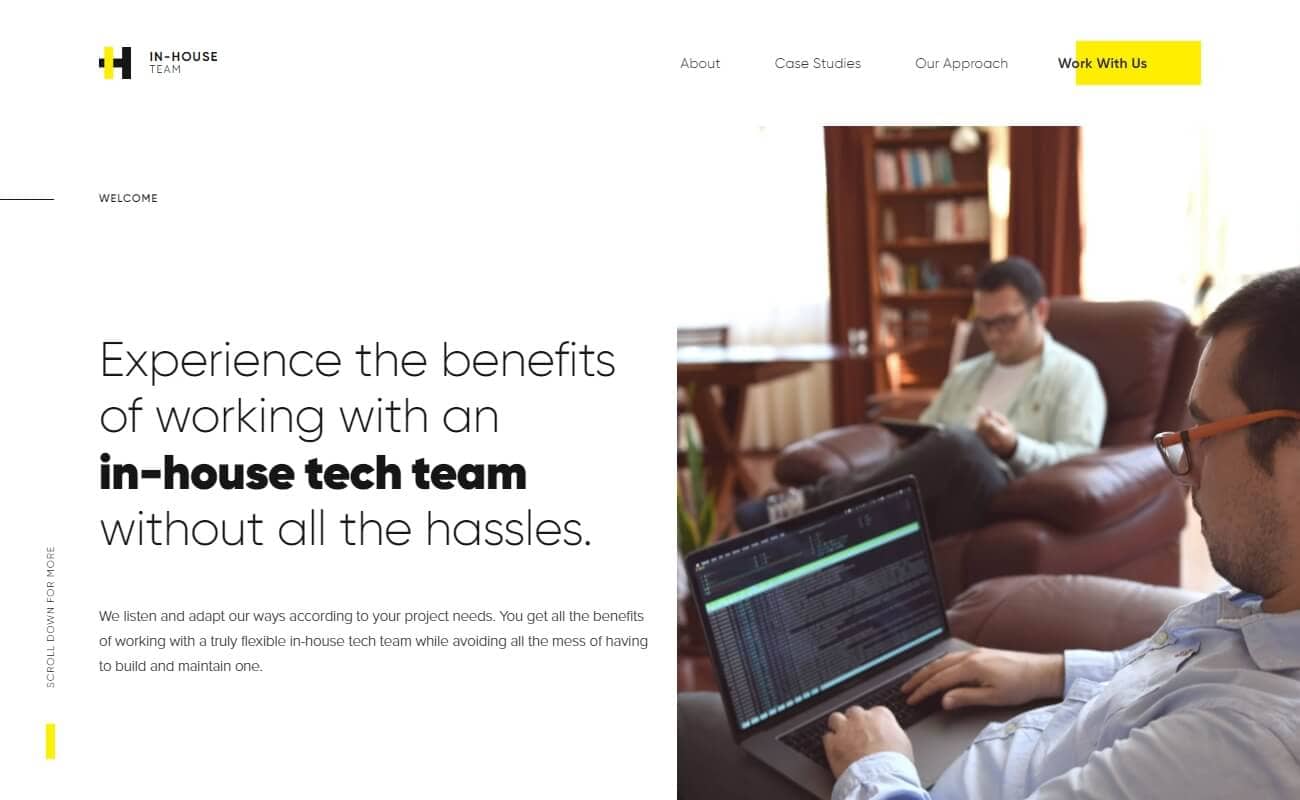 IN-HOUSE
TEAM
About
Case Studies
Our Approach
Work With Us
WELCOME
Experience the benefits
of working with an
in-house tech team
without all the hassles.
We listen and adapt our ways according to your project needs. You get all the benefits
of working with a truly flexible in-house tech team while avoiding all the mess of having
to build and maintain one.
SCROLL DOWN FOR MORE